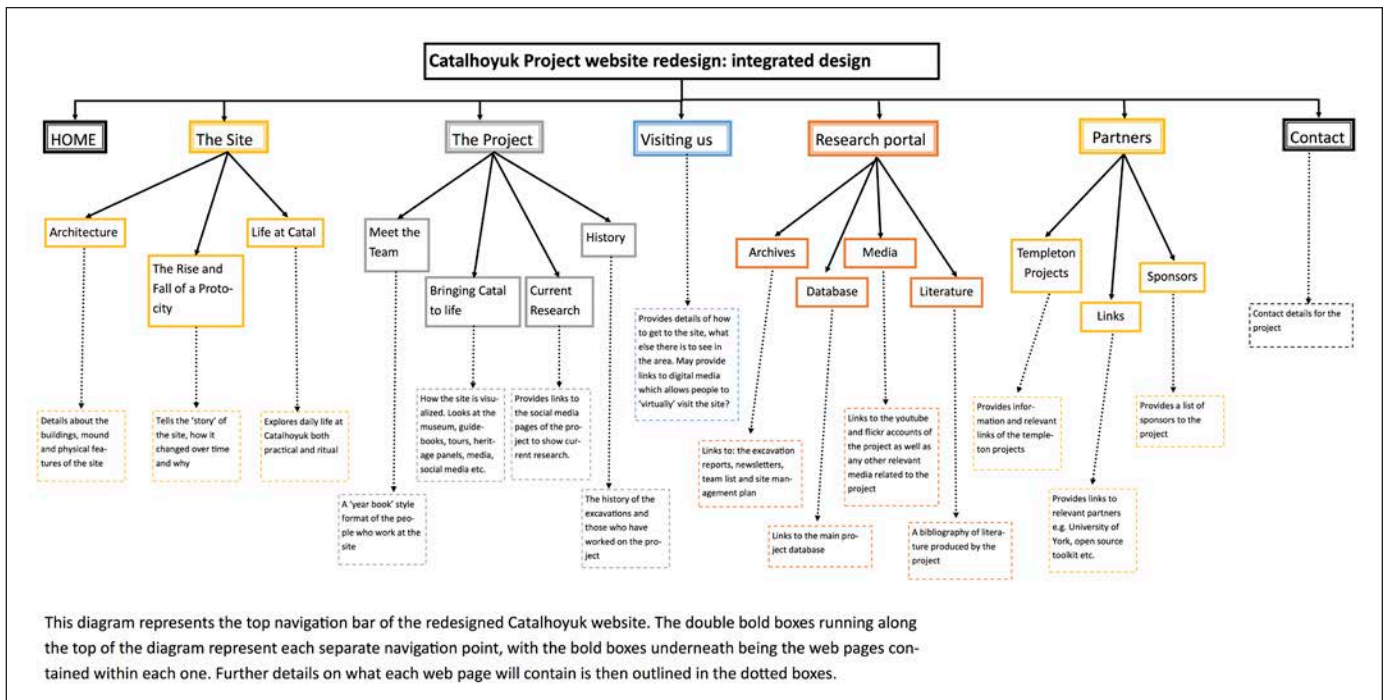 Catalhoyuk Project website redesign: integrated design
HOME
The Site
The Project
Visiting us
Research portal
Partners
Contact
Architecture
The Rise and
Fall of a Proto-
city
Life at Catal
Meet the
Team
Bringing Catal
to life
Current
Research
History
Archives
Database
Media
Literature
Templeton
Projects
Links
Sponsors
Details about the
buildings, mound
and physical fea-
tures of the site
Tells the ‘story’ of
the site, how it
changed over time
and why
Explores daily life at
Catalhoyuk both
practical and ritual
A ‘year book’ style
format of the peo-
ple who work at the
site
How the site is visu-
alized. Looks at the
museum, guide-
books, tours, herit-
age panels, media,
social media etc.
Provides links to
the social media
pages of the pro-
ject to show cur-
rent research.
The history of the
excavations and
those who have
worked on the pro-
ject
Provides details of how
to get to the site, what
else there is to see in
the area. May provide
links to digital media
which allows people to
‘virtually’ visit the site?
Links to: the excavation
reports, newsletters,
team list and site man-
agement plan
Links to the main pro-
ject database
Links to the youtube
and flickr accounts of
the project as well as
any other relevant
media related to the
project
A bibliography of litera-
ture produced by the
project
Provides infor-
mation and relevant
links of the temple-
ton projects
Provides links to
relevant partners
e.g. University of
York, open source
toolkit etc.
Provides a list of
sponsors to the
project
Contact details for the
project
This diagram represents the top navigation bar of the redesigned Catalhoyuk website. The double bold boxes running along
the top of the diagram represent each separate navigation point, with the bold boxes underneath being the web pages con-
tained within each one. Further details on what each web page will contain is then outlined in the dotted boxes.